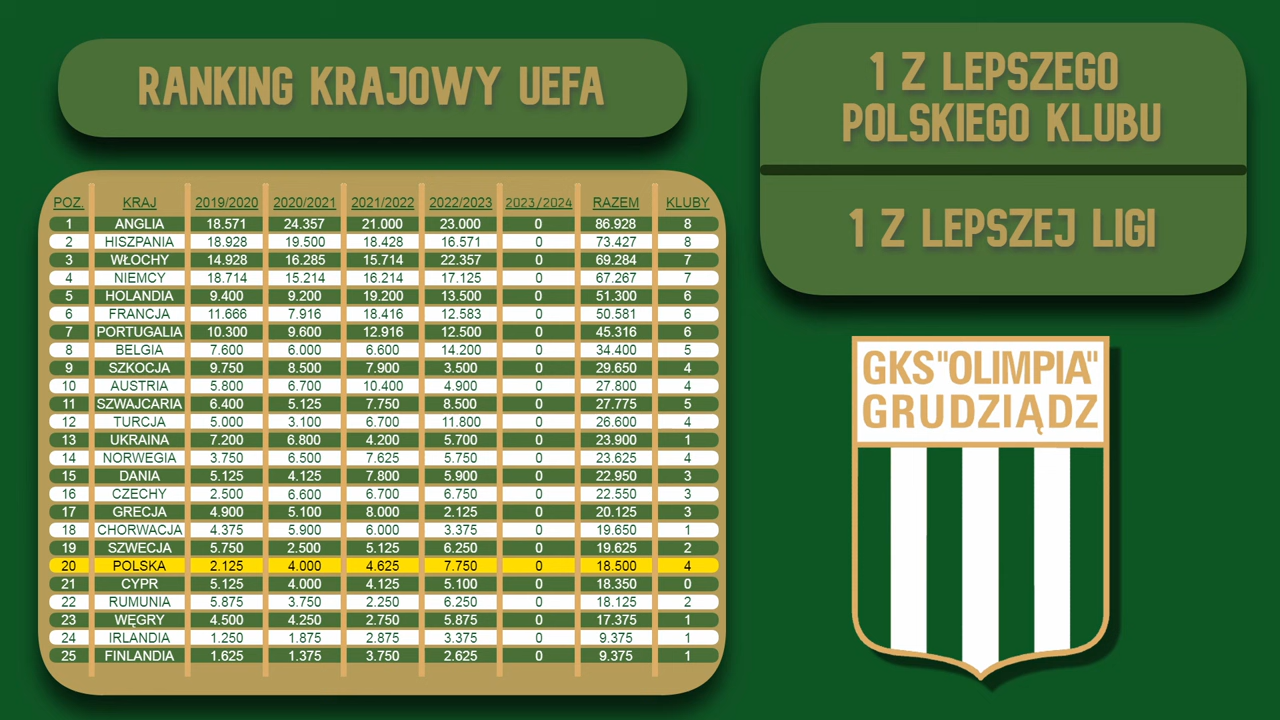 RANKING KRAJOWY UEFA
1 Z LEPSZEGO
POLSKIEGO KLUBU
1 Z LEPSZEJ LIGI
POZ. KRAJ 2019/2020 2020/2021 2021/2022 2022/2023 2023/2024 RAZEM KLUBY
1 ANGLIA 18.571 24.357 21.000 23.000 0 86.928 8
2 HISZPANIA 18.928 19.500 18.428 16.571 0 73.427 8
3 WŁOCHY 14.928 16.285 15.714 22.357 0 69.284 7
4 NIEMCY 18.714 15.214 16.214 17.125 0 67.267 7
5 HOLANDIA 9.400 9.200 19.200 13.500 0 51.300 6
6 FRANCJA 11.666 7.916 18.416 12.583 0 50.581 6
7 PORTUGALIA 10.300 9.600 12.916 12.500 0 45.316 6
8 BELGIA 7.600 6.000 6.600 14.200 0 34.400 5
9 SZKOCJA 9.750 8.500 7.900 3.500 0 29.650 4
10 AUSTRIA 5.800 6.700 10.400 4.900 0 27.800 4
11 SZWAJCARIA 6.400 5.125 7.750 8.500 0 27.775 5
12 TURCJA 5.000 3.100 6.700 11.800 0 26.600 4
13 UKRAINA 7.200 6.800 4.200 5.700 0 23.900 1
14 NORWEGIA 3.750 6.500 7.625 5.750 0 23.625 4
15 DANIA 5.125 4.125 7.800 5.900 0 22.950 3
16 CZECHY 2.500 6.600 6.700 6.750 0 22.550 3
17 GRECJA 4.900 5.100 8.000 2.125 0 20.125 3
18 CHORWACJA 4.375 5.900 6.000 3.375 0 19.650 1
19 SZWECJA 5.750 2.500 5.125 6.250 0 19.625 2
20 POLSKA 2.125 4.000 4.625 7.750 0 18.500 4
21 CYPR 5.125 4.000 4.125 5.100 0 18.350 0
22 RUMUNIA 5.875 3.750 2.250 6.250 0 18.125 2
23 WĘGRY 4.500 4.250 2.750 5.875 0 17.375 1
24 IRLANDIA 1.250 1.875 2.875 3.375 0 9.375 1
25 FINLANDIA 1.625 1.375 3.750 2.625 0 9.375 1
GKS"OLIMPIA"
GRUDZIĄDZ